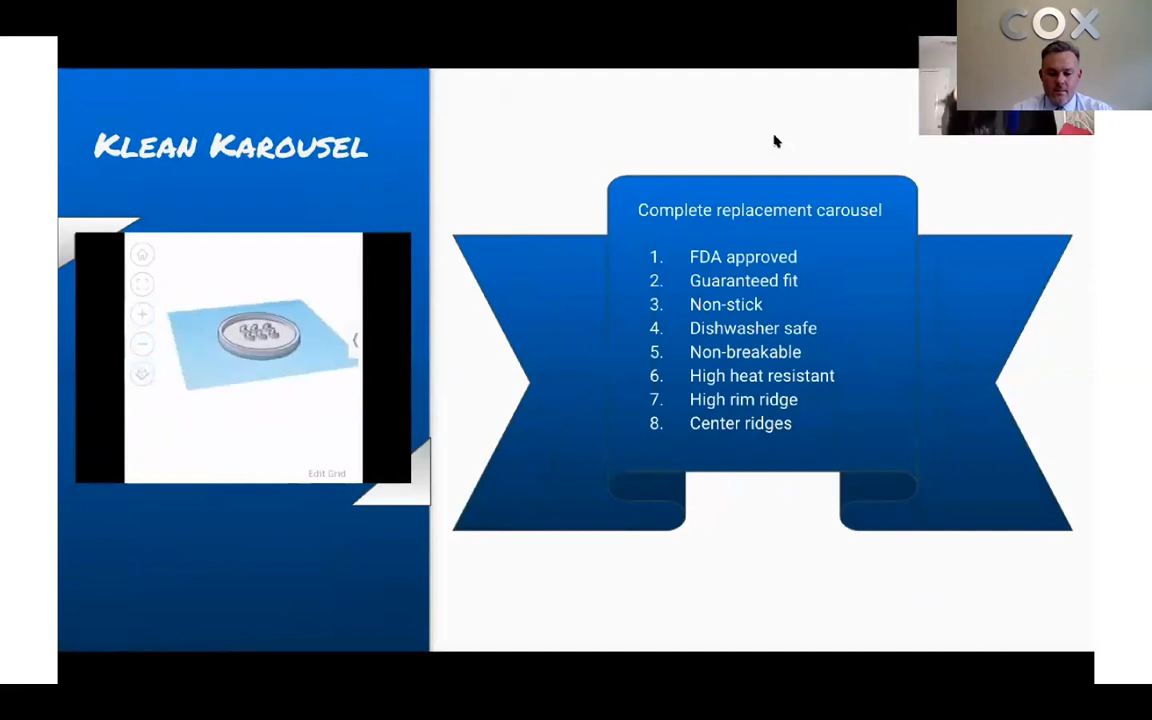 COX
KLEAN KAROUSEL
Complete replacement carousel
1. FDA approved
2. Guaranteed fit
3. Non-stick
4. Dishwasher safe
5. Non-breakable
6. High heat resistant
7. High rim ridge
8. Center ridges
Edit Grid